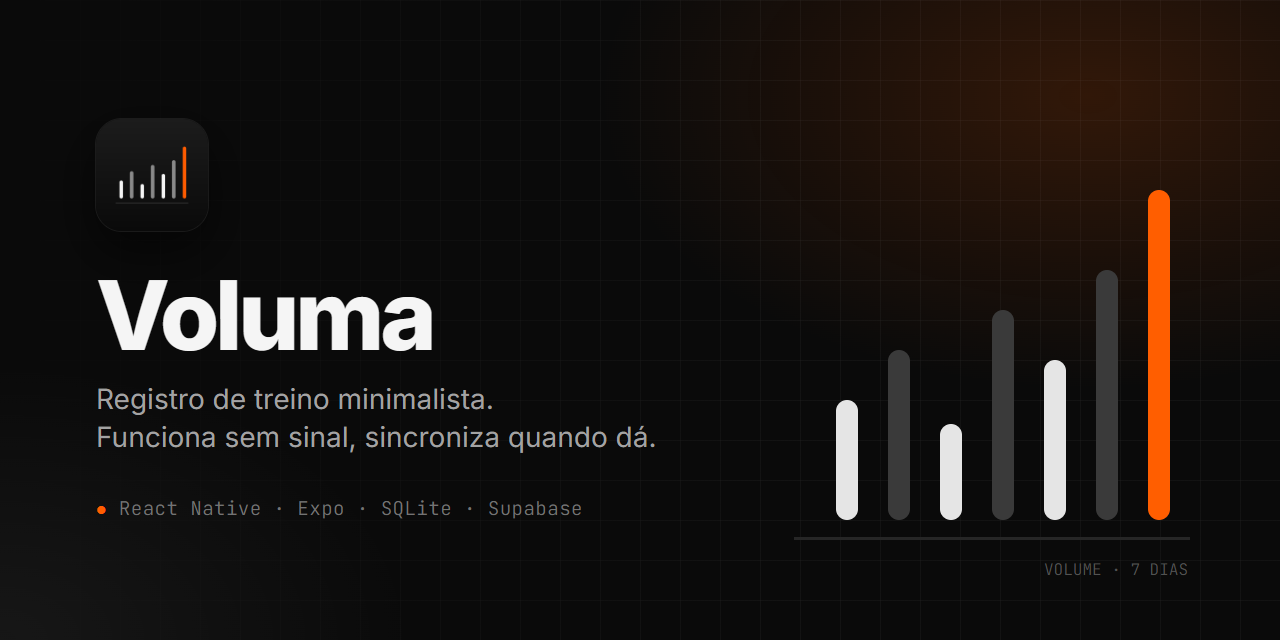 Voluma
Registro de treino minimalista.
Funciona sem sinal, sincroniza quando dá.
React Native · Expo · SQLite · Supabase
VOLUME · 7 DIAS